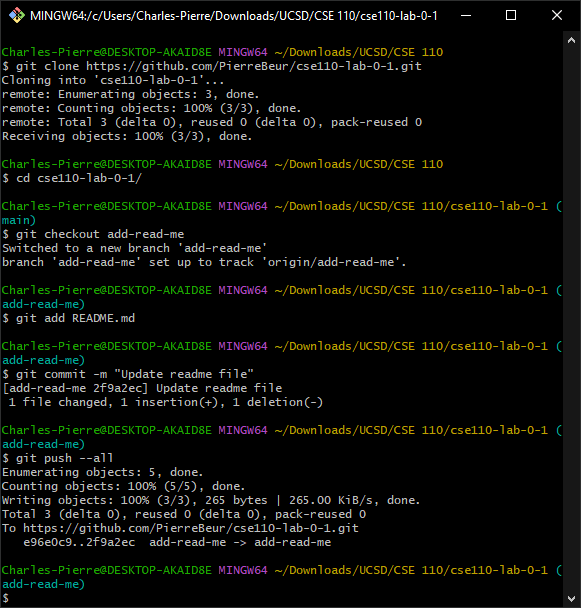 MINGW64:/c/Users/Charles-Pierre/Downloads/UCSD/CSE 110/cse110-lab-0-1
Charles-Pierre@DESKTOP-AKAID8E MINGW64 ~/Downloads/UCSD/CSE 110
$ git clone https://github.com/PierreBeur/cse110-lab-0-1.git
Cloning into 'cse110-lab-0-1'...
remote: Enumerating objects: 3, done.
remote: Counting objects: 100% (3/3), done.
remote: Total 3 (delta 0), reused 0 (delta 0), pack-reused 0
Receiving objects: 100% (3/3), done.
Charles-Pierre@DESKTOP-AKAID8E MINGW64 ~/Downloads/UCSD/CSE 110
$ cd cse110-lab-0-1/
Charles-Pierre@DESKTOP-AKAID8E MINGW64 ~/Downloads/UCSD/CSE 110/cse110-lab-0-1 (
main)
$ git checkout add-read-me
Switched to a new branch 'add-read-me'
branch 'add-read-me' set up to track 'origin/add-read-me'.
Charles-Pierre@DESKTOP-AKAID8E MINGW64 ~/Downloads/UCSD/CSE 110/cse110-lab-0-1 (
add-read-me)
$ git add README.md
Charles-Pierre@DESKTOP-AKAID8E MINGW64 ~/Downloads/UCSD/CSE 110/cse110-lab-0-1 (
add-read-me)
$ git commit -m "Update readme file"
[add-read-me 2f9a2ec] Update readme file
 1 file changed, 1 insertion(+), 1 deletion(-)
Charles-Pierre@DESKTOP-AKAID8E MINGW64 ~/Downloads/UCSD/CSE 110/cse110-lab-0-1 (
add-read-me)
$ git push --all
Enumerating objects: 5, done.
Counting objects: 100% (5/5), done.
Writing objects: 100% (3/3), 265 bytes | 265.00 KiB/s, done.
Total 3 (delta 0), reused 0 (delta 0), pack-reused 0
To https://github.com/PierreBeur/cse110-lab-0-1.git
   e96e0c9..2f9a2ec  add-read-me -> add-read-me
Charles-Pierre@DESKTOP-AKAID8E MINGW64 ~/Downloads/UCSD/CSE 110/cse110-lab-0-1 (
add-read-me)
$